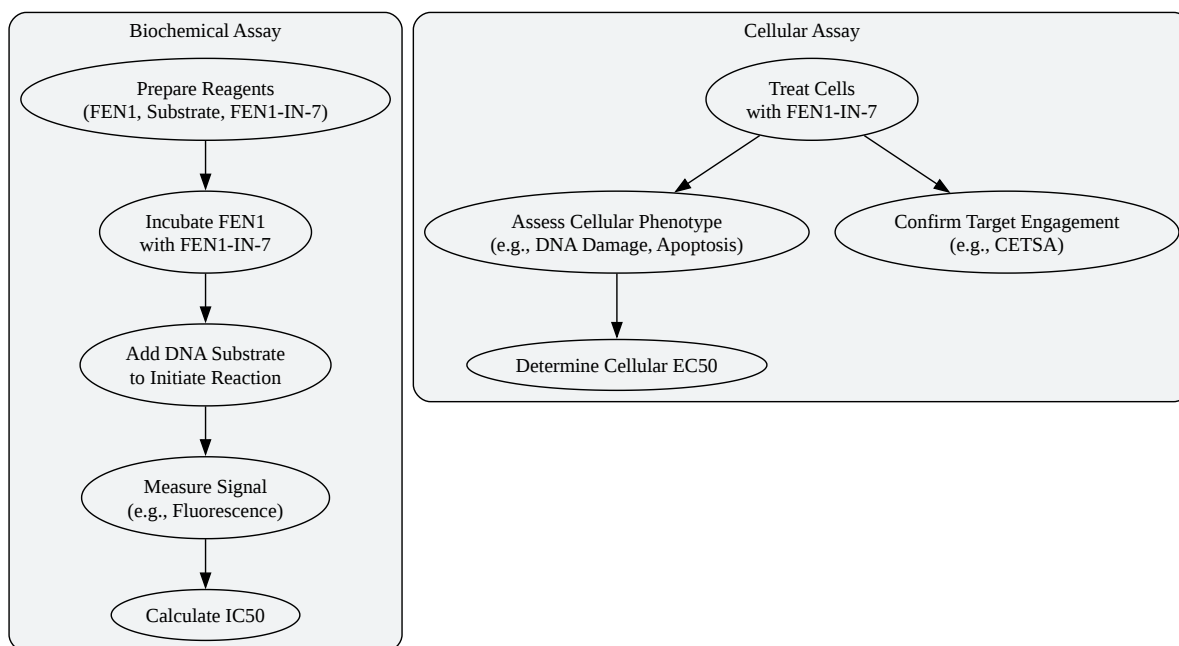 Biochemical Assay
Prepare Reagents
(FEN1, Substrate, FEN1-IN-7)
Incubate FEN1
with FEN1-IN-7
Add DNA Substrate
to Initiate Reaction
Measure Signal
(e.g., Fluorescence)
Calculate IC50
Cellular Assay
Treat Cells
with FEN1-IN-7
Assess Cellular Phenotype
(e.g., DNA Damage, Apoptosis)
Confirm Target Engagement
(e.g., CETSA)
Determine Cellular EC50